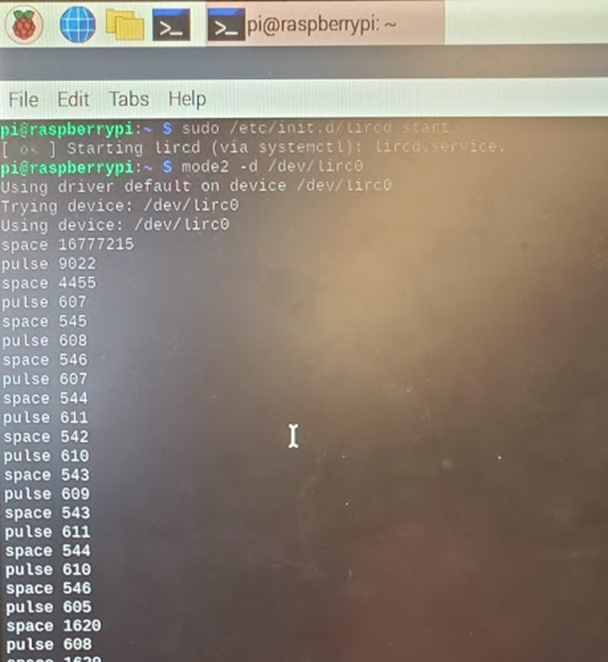 pi@raspberrypi: ~
File Edit Tabs Help
pi@raspberrypi:~ $ sudo /etc/init.d/lircd start
[ ok ] Starting lircd (via systemctl): lircd.service.
pi@raspberrypi:~ $ mode2 -d /dev/lirc0
Using driver default on device /dev/lirc0
Trying device: /dev/lirc0
Using device: /dev/lirc0
space 16777215
pulse 9022
space 4455
pulse 607
space 545
pulse 608
space 546
pulse 607
space 544
pulse 611
space 542
pulse 610
space 543
pulse 609
space 543
pulse 611
space 544
pulse 610
space 546
pulse 605
space 1620
pulse 608
space 1620